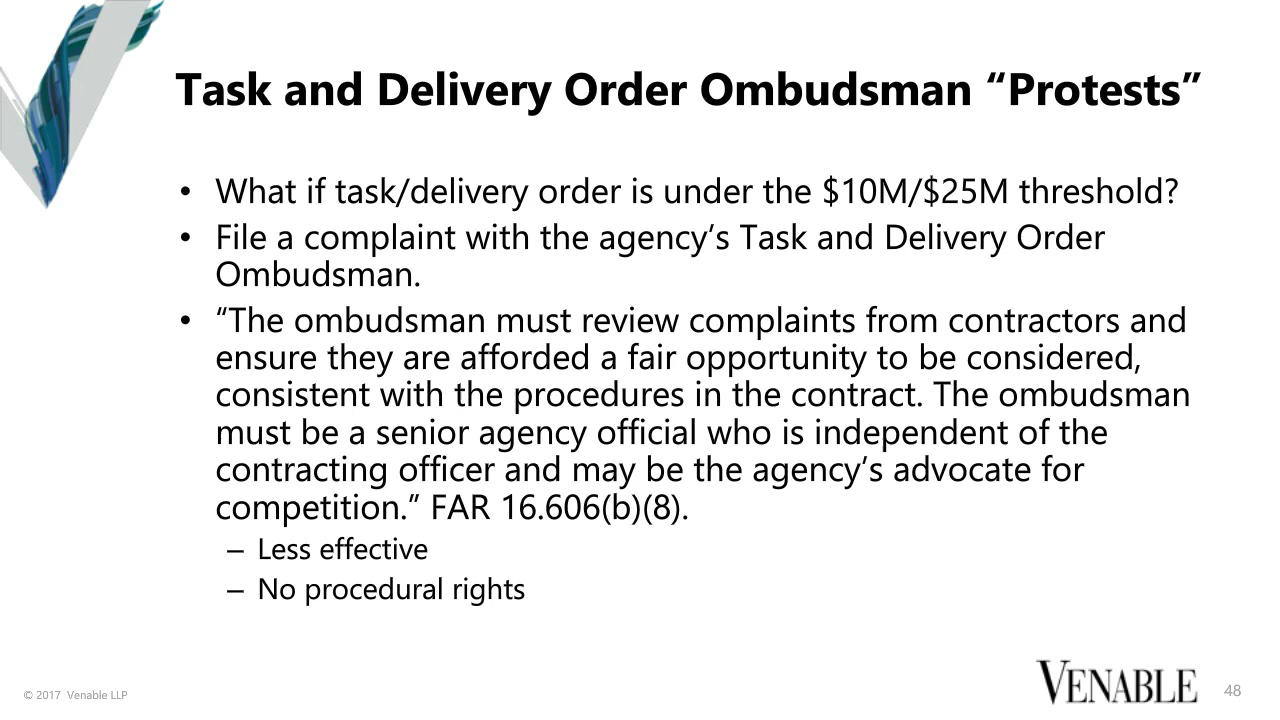 Task and Delivery Order Ombudsman “Protests”
• What if task/delivery order is under the $10M/$25M threshold?
• File a complaint with the agency’s Task and Delivery Order
Ombudsman.
• “The ombudsman must review complaints from contractors and
ensure they are afforded a fair opportunity to be considered,
consistent with the procedures in the contract. The ombudsman
must be a senior agency official who is independent of the
contracting officer and may be the agency’s advocate for
competition.” FAR 16.606(b)(8).
– Less effective
– No procedural rights
© 2017 Venable LLP
VENABLE
48